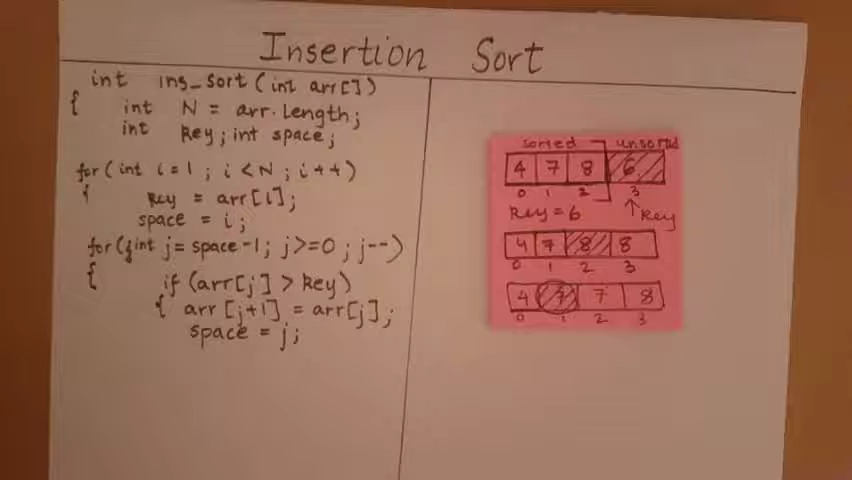 Insertion Sort
int ins_sort (int arr[])
{ int N = arr.length;
int key; int space;
for(int i=1; i<N; i++)
{ key = arr[i];
space = i;
for(int j=space-1; j>=0; j--)
{ if (arr[j] > key)
{ arr[j+1] = arr[j];
space = j;
sorted unsorted
4 7 8 6
0 1 2 3
key=6 ↑key
4 7 8 8
0 1 2 3
4 7 7 8
0 1 2 3